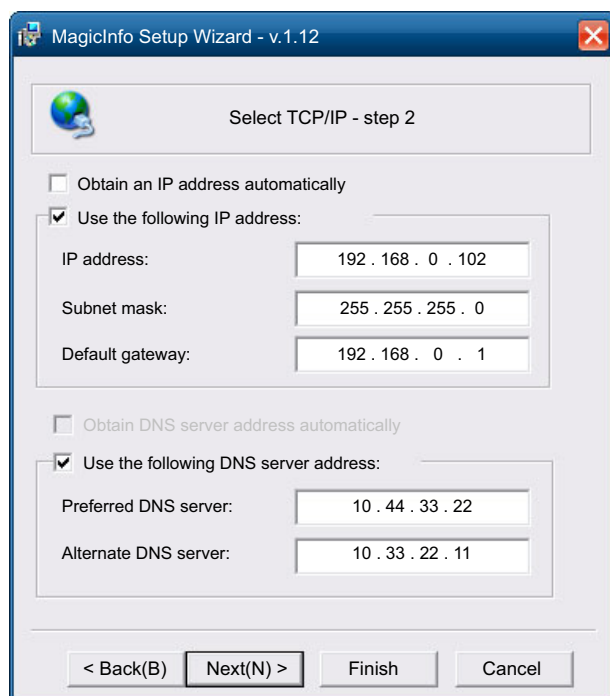 MagicInfo Setup Wizard - v.1.12
Select TCP/IP - step 2
Obtain an IP address automatically
Use the following IP address:
IP address: 192 . 168 . 0 . 102
Subnet mask: 255 . 255 . 255 . 0
Default gateway: 192 . 168 . 0 . 1
Obtain DNS server address automatically
Use the following DNS server address:
Preferred DNS server: 10 . 44 . 33 . 22
Alternate DNS server: 10 . 33 . 22 . 11
< Back(B) Next(N) > Finish Cancel